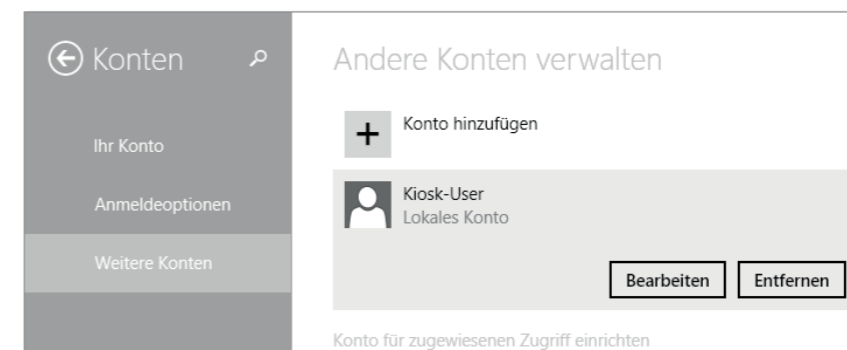 Konten
Ihr Konto
Anmeldeoptionen
Weitere Konten
Andere Konten verwalten
Konto hinzufügen
Kiosk-User
Lokales Konto
Bearbeiten
Entfernen
Konto für zugewiesenen Zugriff einrichten